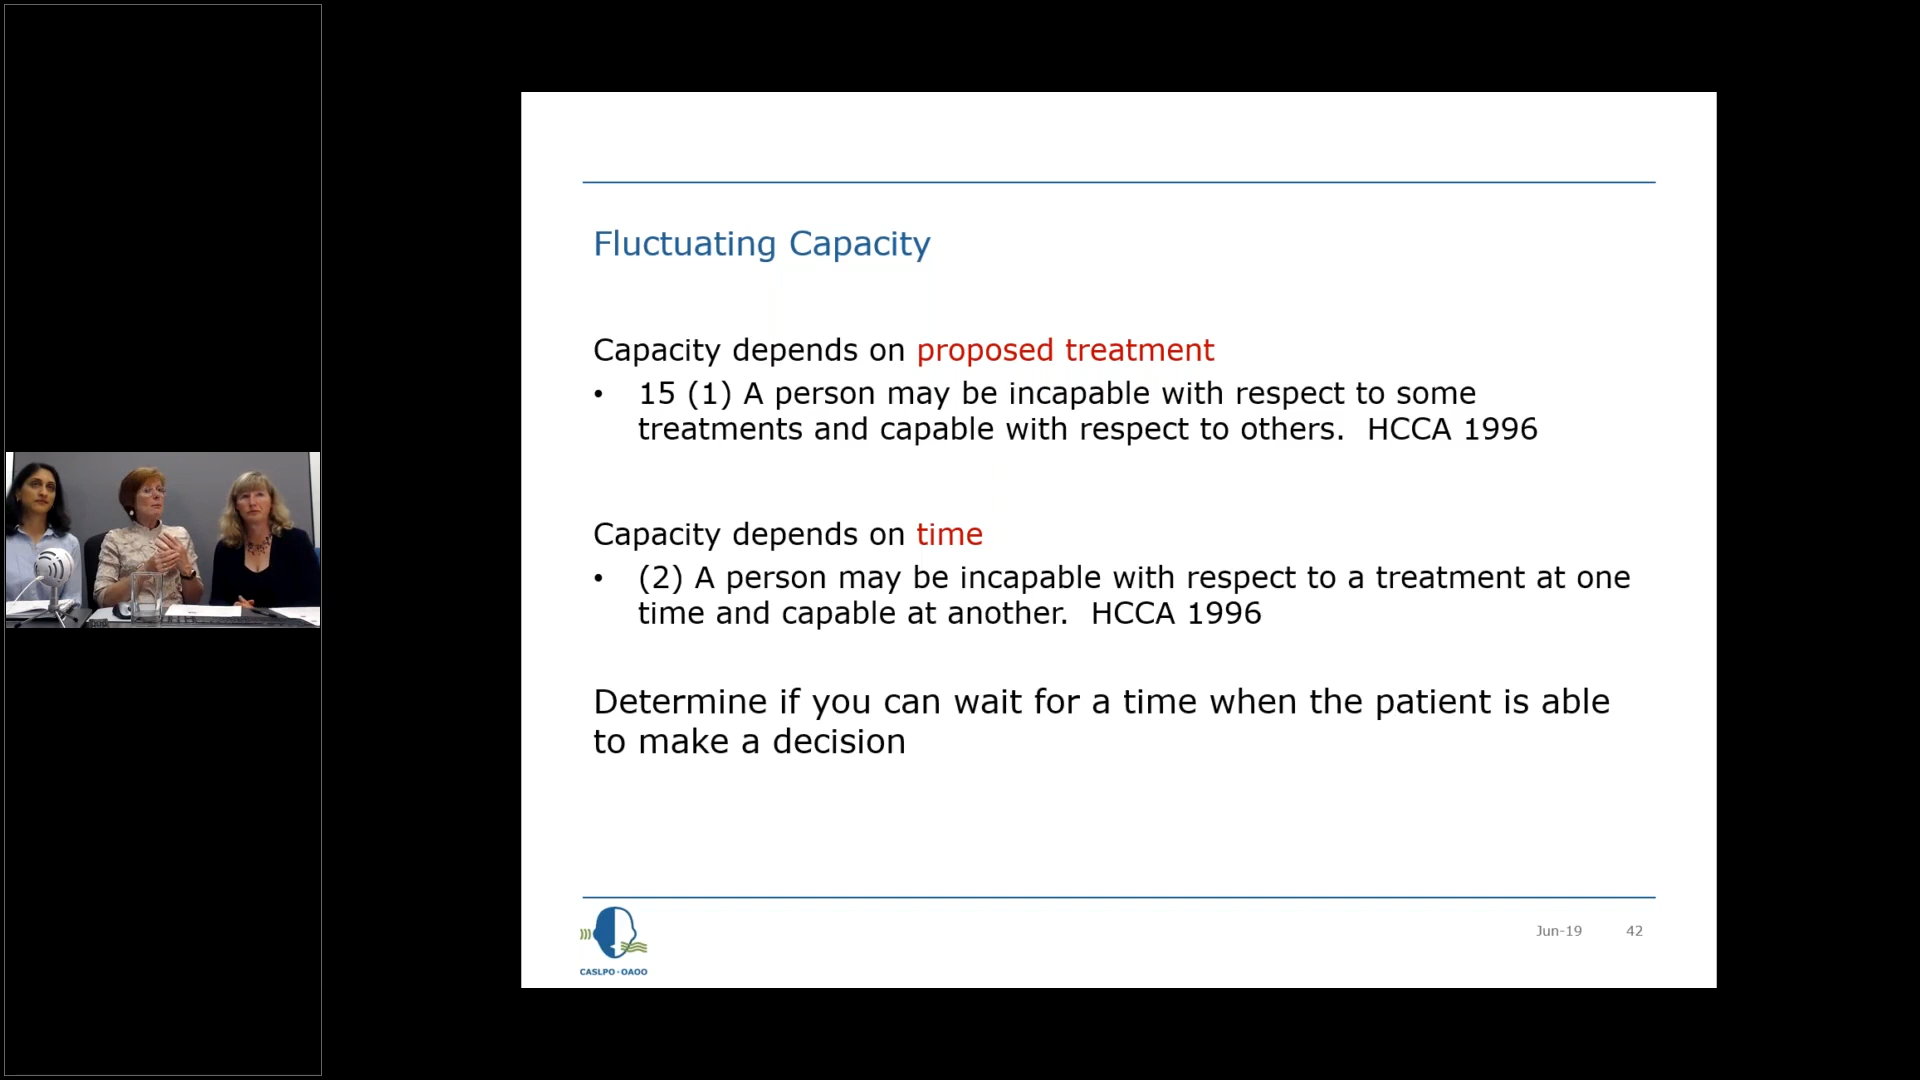 Fluctuating Capacity
Capacity depends on proposed treatment
• 15 (1) A person may be incapable with respect to some
treatments and capable with respect to others.  HCCA 1996
Capacity depends on time
• (2) A person may be incapable with respect to a treatment at one
time and capable at another.  HCCA 1996
Determine if you can wait for a time when the patient is able
to make a decision
CASLPO·OAOO
Jun-19 42